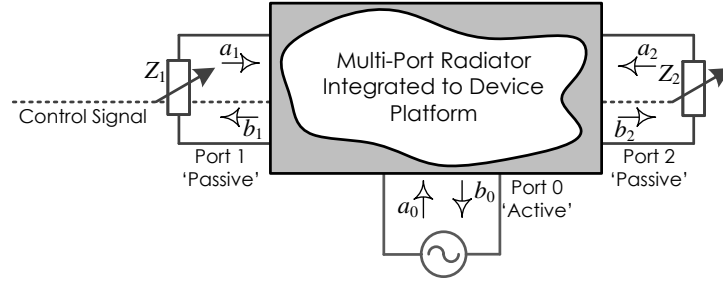 Multi-Port Radiator
Integrated to Device
Platform
Z1
a1
Control Signal
b1
Port 1
'Passive'
a2
Z2
b2
Port 2
'Passive'
a0
b0
Port 0
'Active'